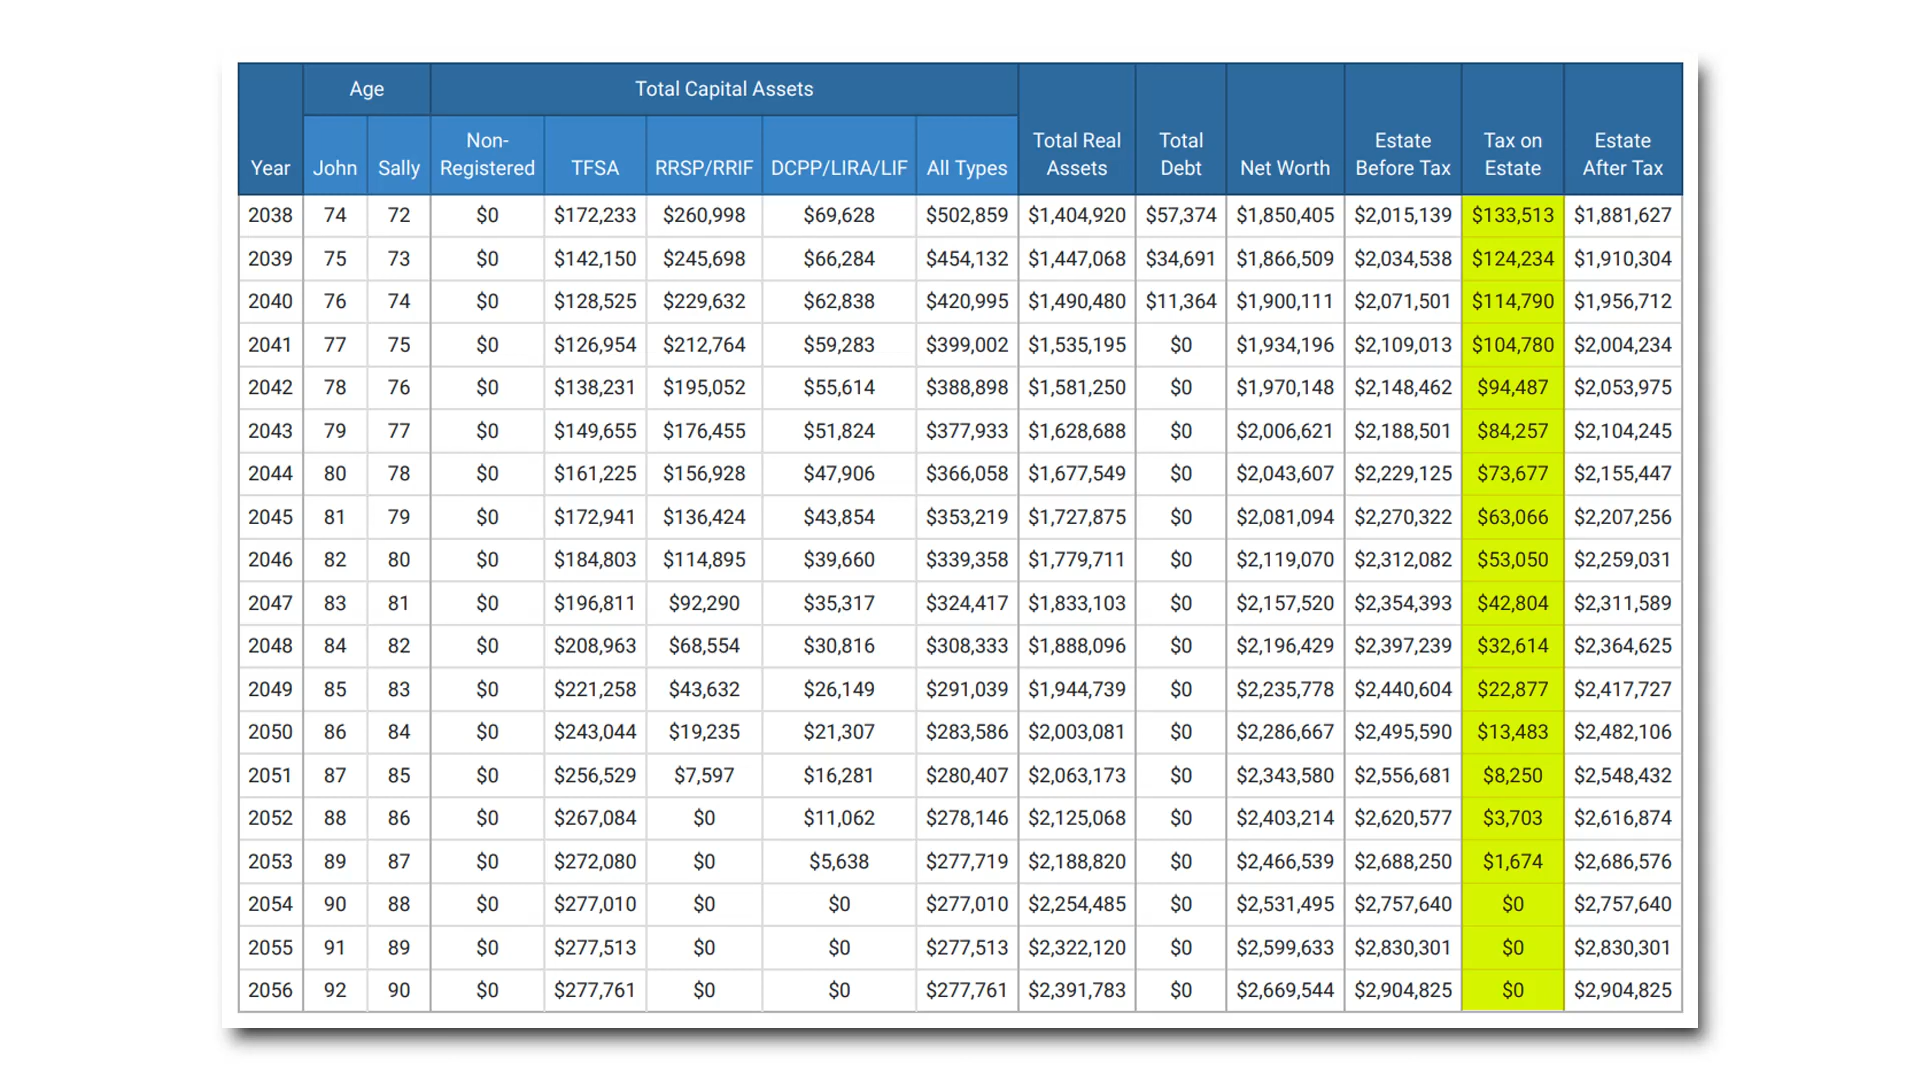 Age Total Capital Assets
Non- Total Real Total Estate Tax on Estate
Year John Sally Registered TFSA RRSP/RRIF DCPP/LIRA/LIF All Types Assets Debt Net Worth Before Tax Estate After Tax
2038 74 72 $0 $172,233 $260,998 $69,628 $502,859 $1,404,920 $57,374 $1,850,405 $2,015,139 $133,513 $1,881,627
2039 75 73 $0 $142,150 $245,698 $66,284 $454,132 $1,447,068 $34,691 $1,866,509 $2,034,538 $124,234 $1,910,304
2040 76 74 $0 $128,525 $229,632 $62,838 $420,995 $1,490,480 $11,364 $1,900,111 $2,071,501 $114,790 $1,956,712
2041 77 75 $0 $126,954 $212,764 $59,283 $399,002 $1,535,195 $0 $1,934,196 $2,109,013 $104,780 $2,004,234
2042 78 76 $0 $138,231 $195,052 $55,614 $388,898 $1,581,250 $0 $1,970,148 $2,148,462 $94,487 $2,053,975
2043 79 77 $0 $149,655 $176,455 $51,824 $377,933 $1,628,688 $0 $2,006,621 $2,188,501 $84,257 $2,104,245
2044 80 78 $0 $161,225 $156,928 $47,906 $366,058 $1,677,549 $0 $2,043,607 $2,229,125 $73,677 $2,155,447
2045 81 79 $0 $172,941 $136,424 $43,854 $353,219 $1,727,875 $0 $2,081,094 $2,270,322 $63,066 $2,207,256
2046 82 80 $0 $184,803 $114,895 $39,660 $339,358 $1,779,711 $0 $2,119,070 $2,312,082 $53,050 $2,259,031
2047 83 81 $0 $196,811 $92,290 $35,317 $324,417 $1,833,103 $0 $2,157,520 $2,354,393 $42,804 $2,311,589
2048 84 82 $0 $208,963 $68,554 $30,816 $308,333 $1,888,096 $0 $2,196,429 $2,397,239 $32,614 $2,364,625
2049 85 83 $0 $221,258 $43,632 $26,149 $291,039 $1,944,739 $0 $2,235,778 $2,440,604 $22,877 $2,417,727
2050 86 84 $0 $243,044 $19,235 $21,307 $283,586 $2,003,081 $0 $2,286,667 $2,495,590 $13,483 $2,482,106
2051 87 85 $0 $256,529 $7,597 $16,281 $280,407 $2,063,173 $0 $2,343,580 $2,556,681 $8,250 $2,548,432
2052 88 86 $0 $267,084 $0 $11,062 $278,146 $2,125,068 $0 $2,403,214 $2,620,577 $3,703 $2,616,874
2053 89 87 $0 $272,080 $0 $5,638 $277,719 $2,188,820 $0 $2,466,539 $2,688,250 $1,674 $2,686,576
2054 90 88 $0 $277,010 $0 $0 $277,010 $2,254,485 $0 $2,531,495 $2,757,640 $0 $2,757,640
2055 91 89 $0 $277,513 $0 $0 $277,513 $2,322,120 $0 $2,599,633 $2,830,301 $0 $2,830,301
2056 92 90 $0 $277,761 $0 $0 $277,761 $2,391,783 $0 $2,669,544 $2,904,825 $0 $2,904,825